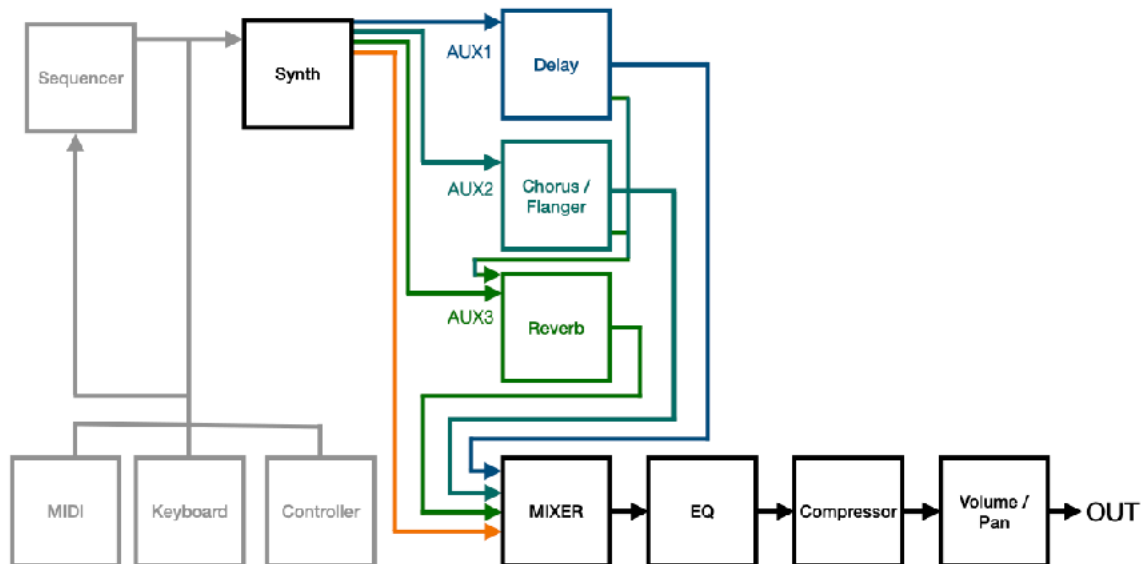 Sequencer
Synth
AUX1
Delay
AUX2
Chorus /
Flanger
AUX3
Reverb
MIDI
Keyboard
Controller
MIXER
EQ
Compressor
Volume /
Pan
OUT